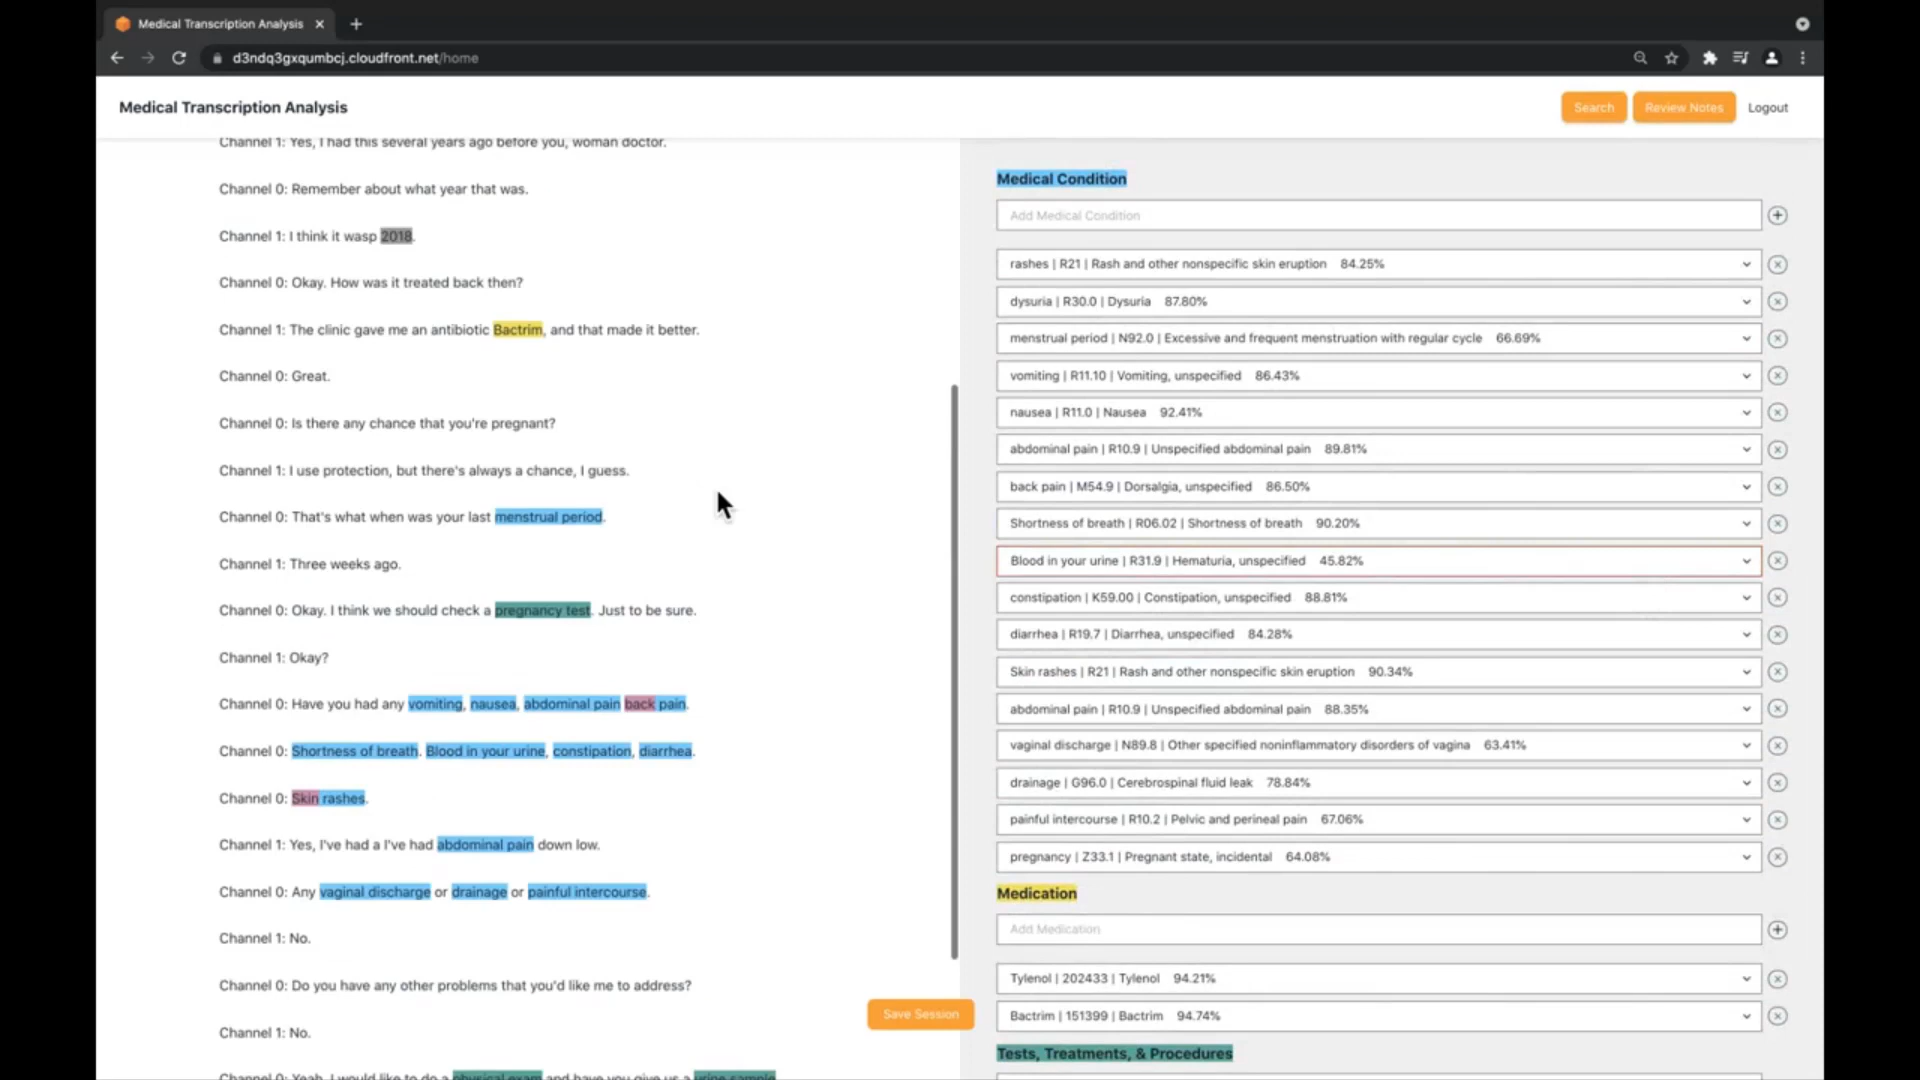 Medical Transcription Analysis
d3ndq3gxqumbcj.cloudfront.net/home
Medical Transcription Analysis
Search
Review Notes
Logout
Channel 1: Yes, I had this several years ago before you, woman doctor.
Channel 0: Remember about what year that was.
Channel 1: I think it wasp 2018.
Channel 0: Okay. How was it treated back then?
Channel 1: The clinic gave me an antibiotic Bactrim, and that made it better.
Channel 0: Great.
Channel 0: Is there any chance that you're pregnant?
Channel 1: I use protection, but there's always a chance, I guess.
Channel 0: That's what when was your last menstrual period.
Channel 1: Three weeks ago.
Channel 0: Okay. I think we should check a pregnancy test. Just to be sure.
Channel 1: Okay?
Channel 0: Have you had any vomiting, nausea, abdominal pain back pain.
Channel 0: Shortness of breath. Blood in your urine, constipation, diarrhea.
Channel 0: Skin rashes.
Channel 1: Yes, I've had a I've had abdominal pain down low.
Channel 0: Any vaginal discharge or drainage or painful intercourse.
Channel 1: No.
Channel 0: Do you have any other problems that you'd like me to address?
Channel 1: No.
Channel 0: Yeah. I would like to do a physical exam and have you give us a urine sample
Save Session
Medical Condition
Add Medical Condition
rashes | R21 | Rash and other nonspecific skin eruption 84.25%
dysuria | R30.0 | Dysuria 87.80%
menstrual period | N92.0 | Excessive and frequent menstruation with regular cycle 66.69%
vomiting | R11.10 | Vomiting, unspecified 86.43%
nausea | R11.0 | Nausea 92.41%
abdominal pain | R10.9 | Unspecified abdominal pain 89.81%
back pain | M54.9 | Dorsalgia, unspecified 86.50%
Shortness of breath | R06.02 | Shortness of breath 90.20%
Blood in your urine | R31.9 | Hematuria, unspecified 45.82%
constipation | K59.00 | Constipation, unspecified 88.81%
diarrhea | R19.7 | Diarrhea, unspecified 84.28%
Skin rashes | R21 | Rash and other nonspecific skin eruption 90.34%
abdominal pain | R10.9 | Unspecified abdominal pain 88.35%
vaginal discharge | N89.8 | Other specified noninflammatory disorders of vagina 63.41%
drainage | G96.0 | Cerebrospinal fluid leak 78.84%
painful intercourse | R10.2 | Pelvic and perineal pain 67.06%
pregnancy | Z33.1 | Pregnant state, incidental 64.08%
Medication
Add Medication
Tylenol | 202433 | Tylenol 94.21%
Bactrim | 151399 | Bactrim 94.74%
Tests, Treatments, & Procedures